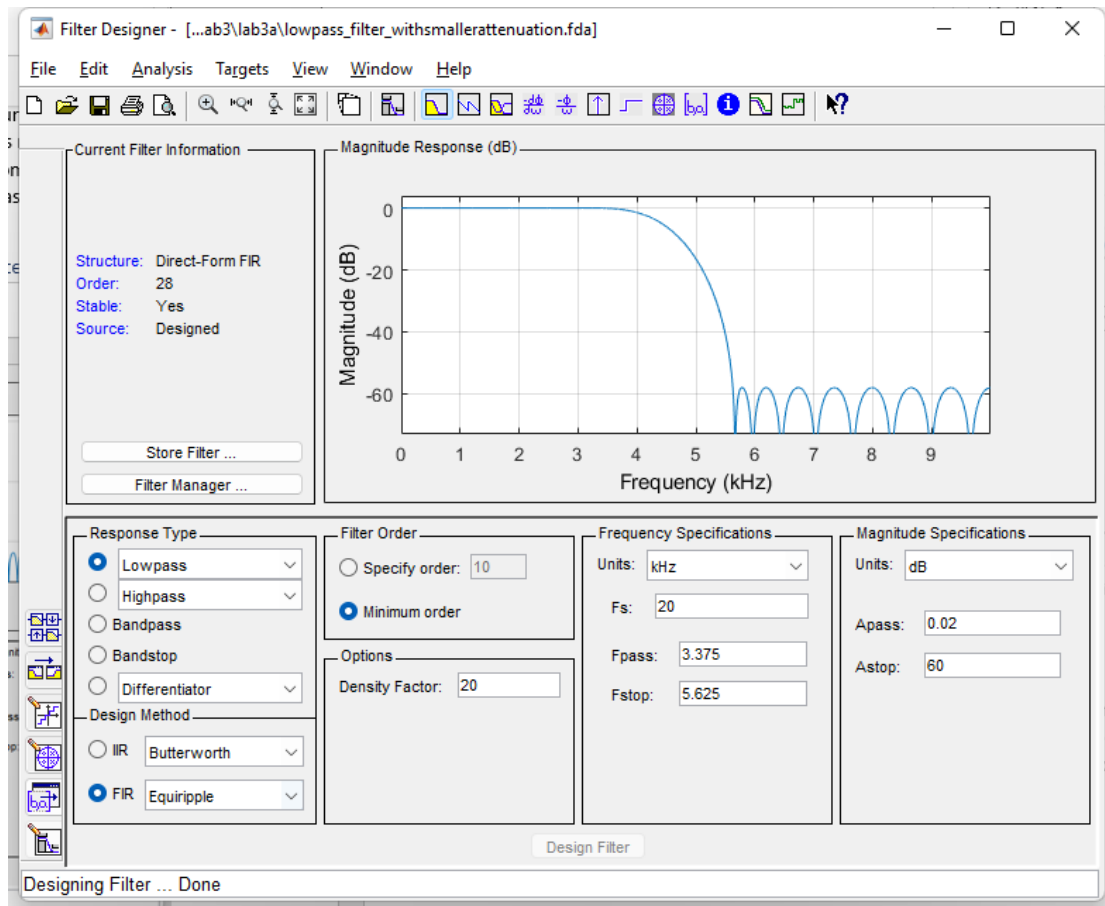 Filter Designer - [...ab3\lab3a\lowpass_filter_withsmallerattenuation.fda]
File Edit Analysis Targets View Window Help
Current Filter Information
Structure: Direct-Form FIR
Order: 28
Stable: Yes
Source: Designed
Store Filter ...
Filter Manager ...
Magnitude Response (dB)
Magnitude (dB)
0
-20
-40
-60
0 1 2 3 4 5 6 7 8 9
Frequency (kHz)
Response Type
Lowpass
Highpass
Bandpass
Bandstop
Differentiator
Design Method
IIR Butterworth
FIR Equiripple
Filter Order
Specify order: 10
Minimum order
Options
Density Factor: 20
Frequency Specifications
Units: kHz
Fs: 20
Fpass: 3.375
Fstop: 5.625
Magnitude Specifications
Units: dB
Apass: 0.02
Astop: 60
Design Filter
Designing Filter ... Done